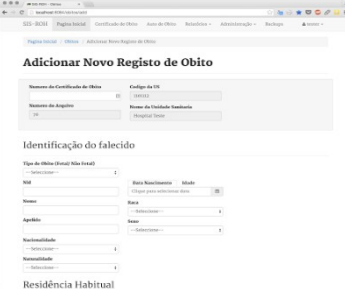 SIS-ROH
Pagina Inicial
Certificado de Obito
Auto de Obito
Relatórios
Administração
Backups
Pagina Inicial / Obitos / Adicionar Novo Registo de Obito
Adicionar Novo Registo de Obito
Numero do Certificado de Obito
Codigo da US
Numero do Arquivo
Nome da Unidade Sanitaria
Hospital Teste
Identificação do falecido
Tipo de Obito (Fetal/ Não Fetal)
---Seleccione---
Nid
Data Nascimento
Idade
Clique para seleccionar data
Nome
Raca
---Seleccione---
Apelido
Sexo
---Seleccione---
Nacionalidade
---Seleccione---
Naturalidade
---Seleccione---
Residência Habitual